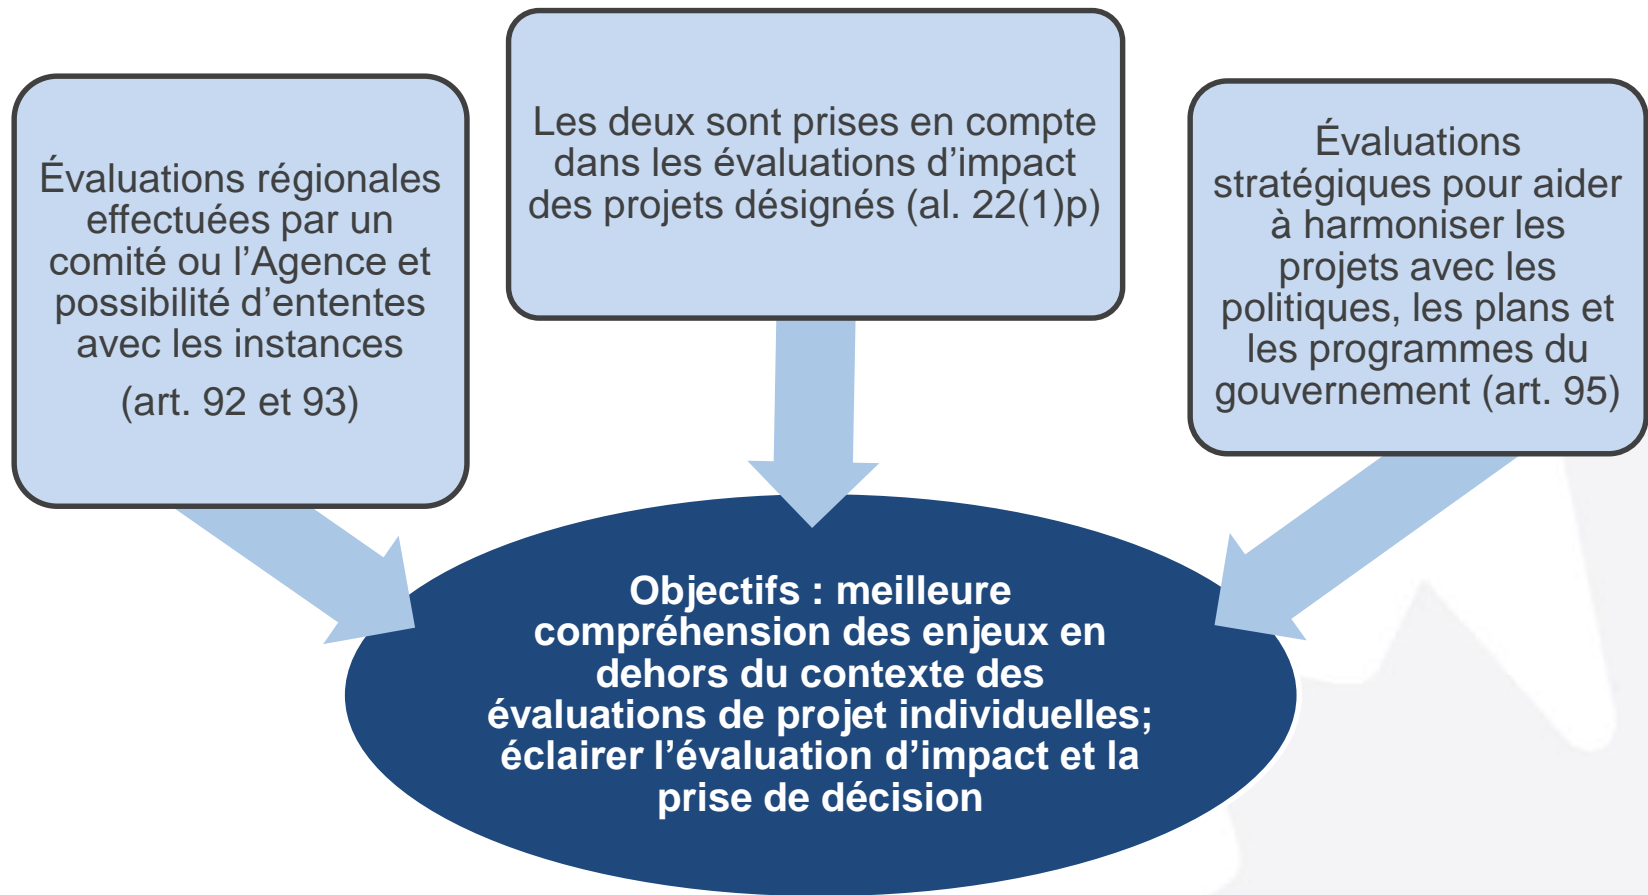 Évaluations régionales
effectuées par un
comité ou l’Agence et
possibilité d’ententes
avec les instances
(art. 92 et 93)
Les deux sont prises en compte
dans les évaluations d’impact
des projets désignés (al. 22(1)p)
Évaluations
stratégiques pour aider
à harmoniser les
projets avec les
politiques, les plans et
les programmes du
gouvernement (art. 95)
Objectifs : meilleure
compréhension des enjeux en
dehors du contexte des
évaluations de projet individuelles;
éclairer l’évaluation d’impact et la
prise de décision